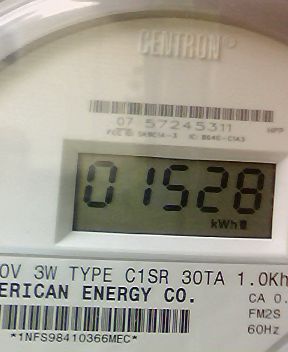 CENTRON®
07 57245311
HPP
01528
kWh
0V 3W TYPE C1SR 30TA 1.0Kh
ERICAN ENERGY CO.
CA 0.
FM2S
60Hz
*1NFS98410366MEC*